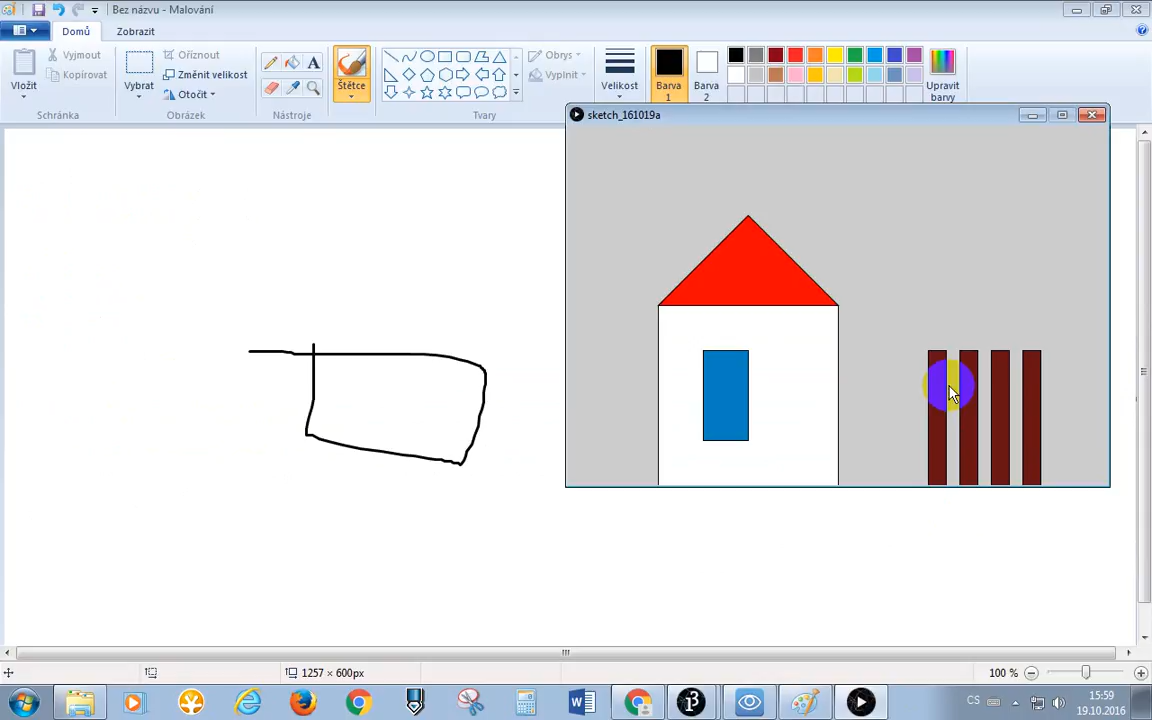 Bez názvu - Malování
Domů Zobrazit
Vložit
Vyjmout
Kopírovat
Schránka
Vybrat
Oříznout
Změnit velikost
Otočit
Obrázek
A
Nástroje
Štětce
Obrys
Vyplnit
Tvary
Velikost
Barva 1
Barva 2
Upravit barvy
sketch_161019a
1257 × 600px
100 %
CS
15:59
19.10.2016